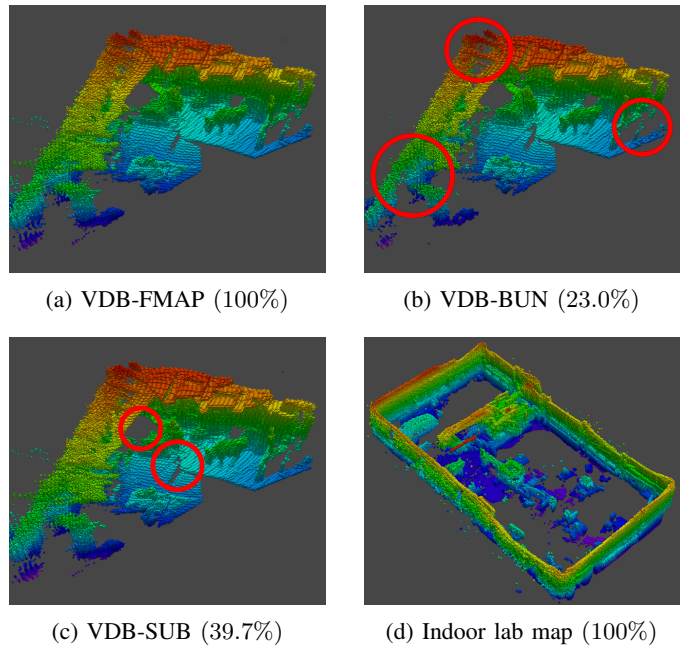 (a) VDB-FMAP (100%)
(b) VDB-BUN (23.0%)
(c) VDB-SUB (39.7%)
(d) Indoor lab map (100%)